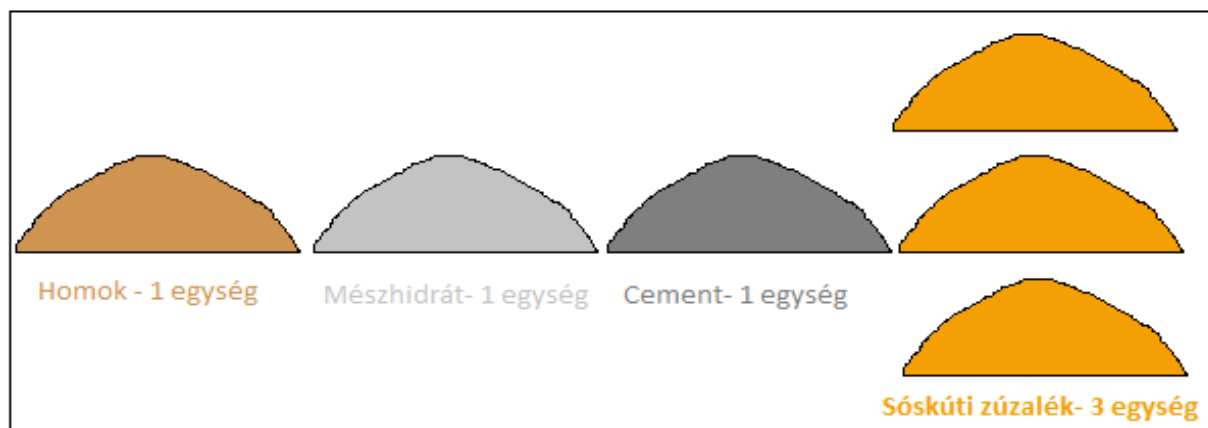 Homok - 1 egység
Mészhidrát- 1 egység
Cement- 1 egység
Sóskúti zúzalék- 3 egység